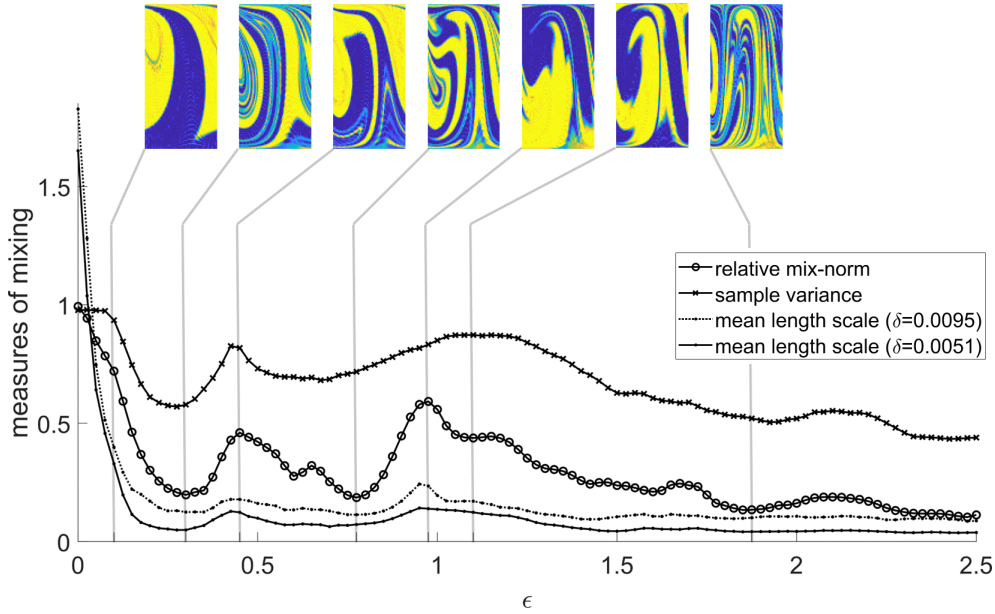 measures of mixing
1.5
1
0.5
0
relative mix-norm
sample variance
mean length scale (δ=0.0095)
mean length scale (δ=0.0051)
0
0.5
1
1.5
2
2.5
ϵ